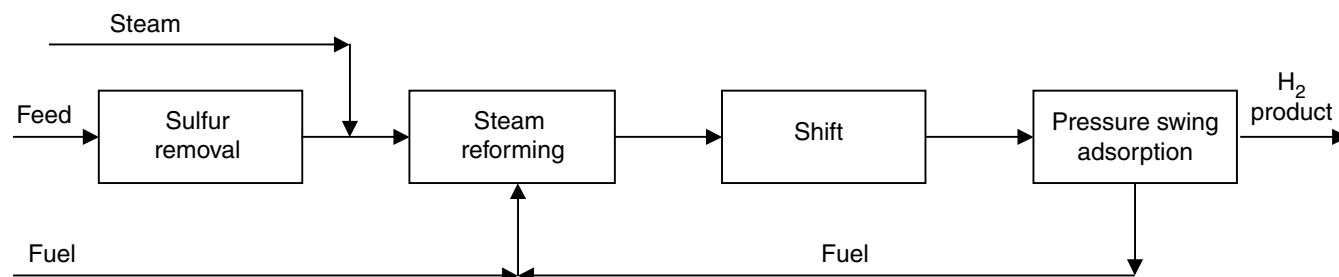 Steam
Feed
Sulfur
removal
Steam
reforming
Shift
Pressure swing
adsorption
H₂
product
Fuel
Fuel